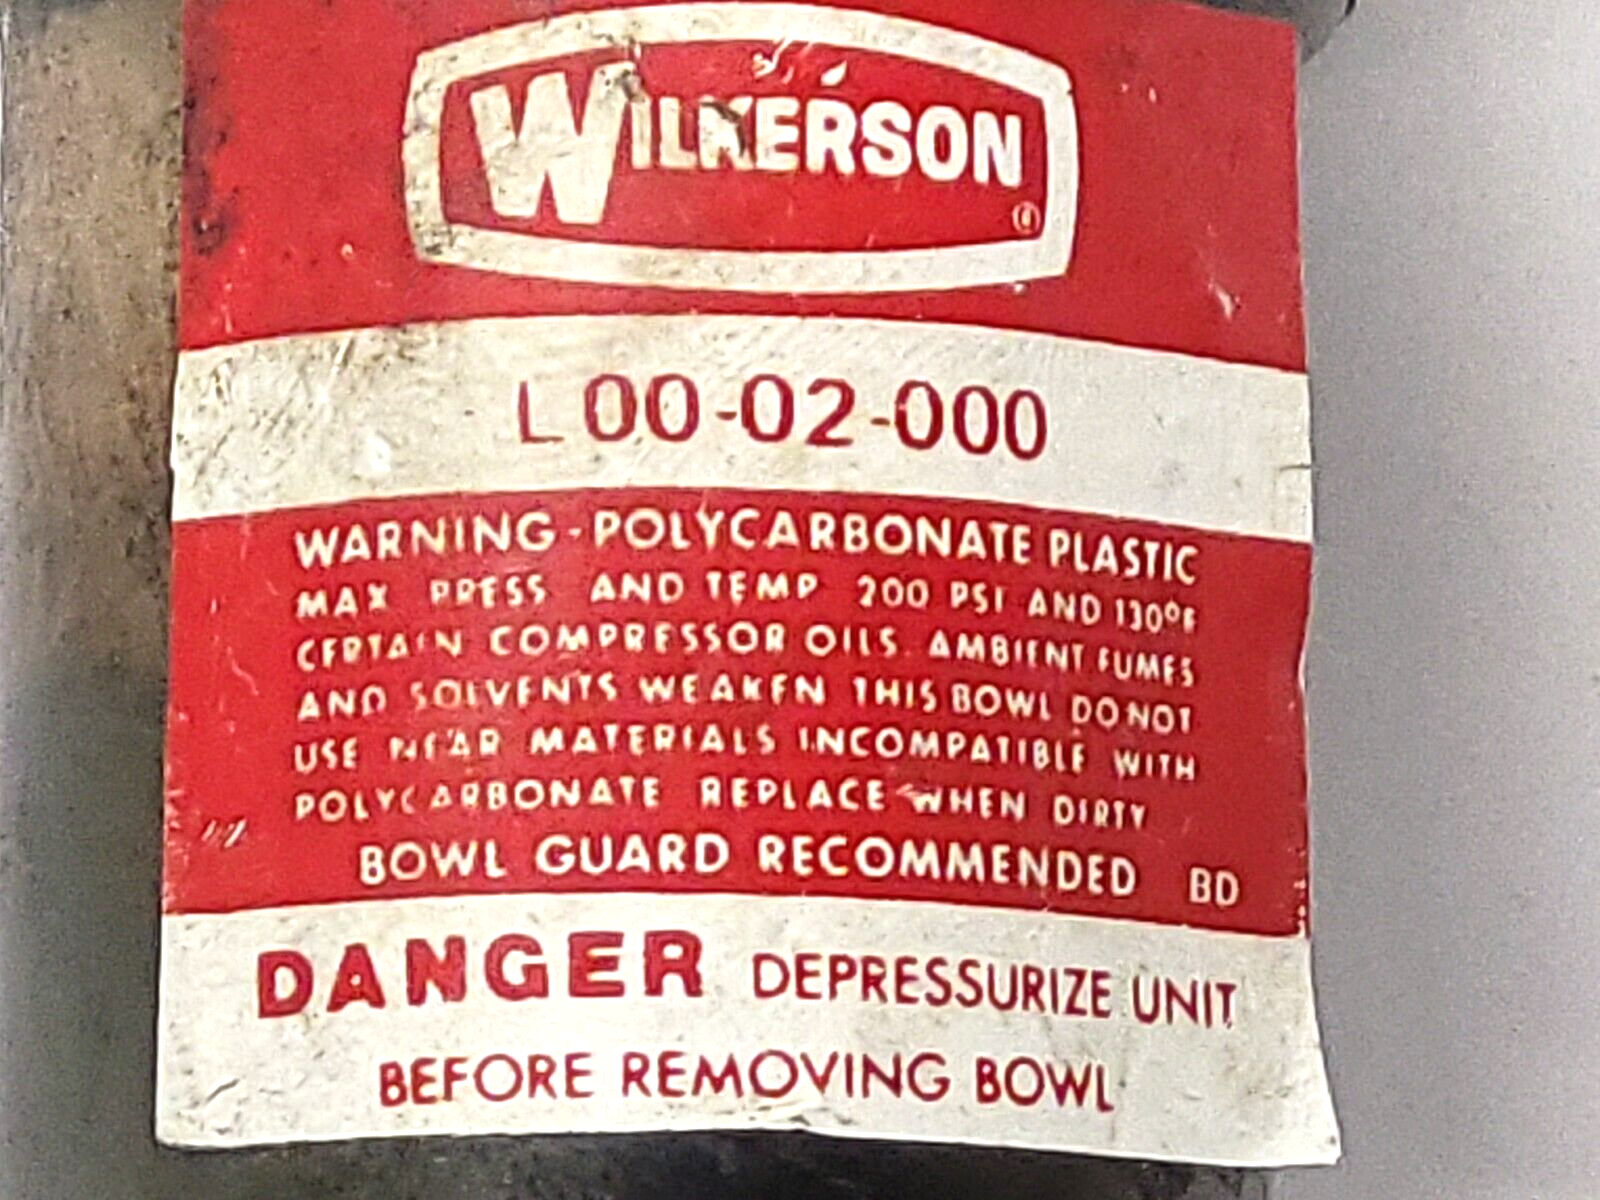 WILKERSON ®
L00-02-000
WARNING-POLYCARBONATE PLASTIC
MAX PRESS AND TEMP 200 PSI AND 130°F
CERTAIN COMPRESSOR OILS. AMBIENT FUMES
AND SOLVENTS WEAKEN THIS BOWL DO NOT
USE NEAR MATERIALS INCOMPATIBLE WITH
POLYCARBONATE REPLACE WHEN DIRTY
BOWL GUARD RECOMMENDED BD
DANGER DEPRESSURIZE UNIT
BEFORE REMOVING BOWL